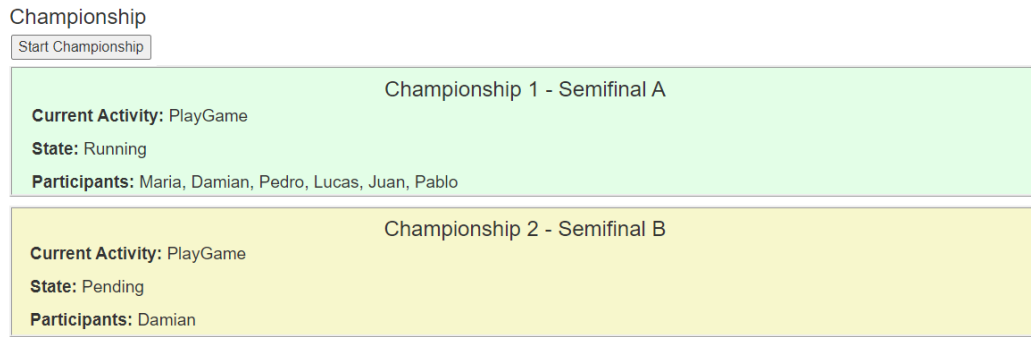 Championship
Start Championship
Championship 1 - Semifinal A
Current Activity: PlayGame
State: Running
Participants: Maria, Damian, Pedro, Lucas, Juan, Pablo
Championship 2 - Semifinal B
Current Activity: PlayGame
State: Pending
Participants: Damian